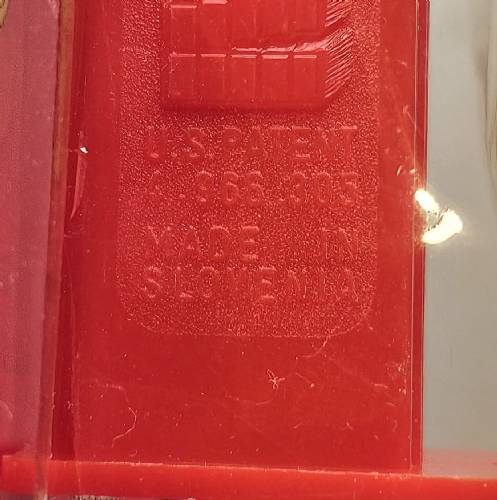 U.S. PATENT
4 966 305
MADE IN
SLOVENIA